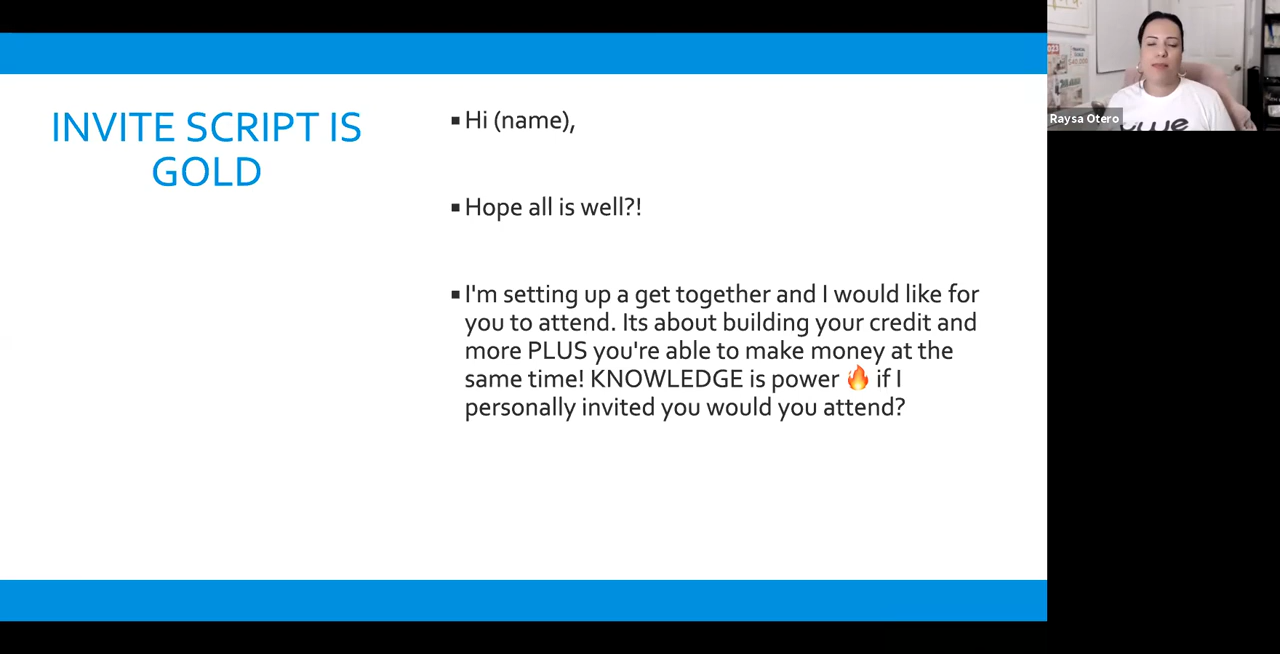 INVITE SCRIPT IS
GOLD
▪ Hi (name),
▪ Hope all is well?!
▪ I'm setting up a get together and I would like for
you to attend. Its about building your credit and
more PLUS you're able to make money at the
same time! KNOWLEDGE is power 🔥 if I
personally invited you would you attend?
Raysa Otero